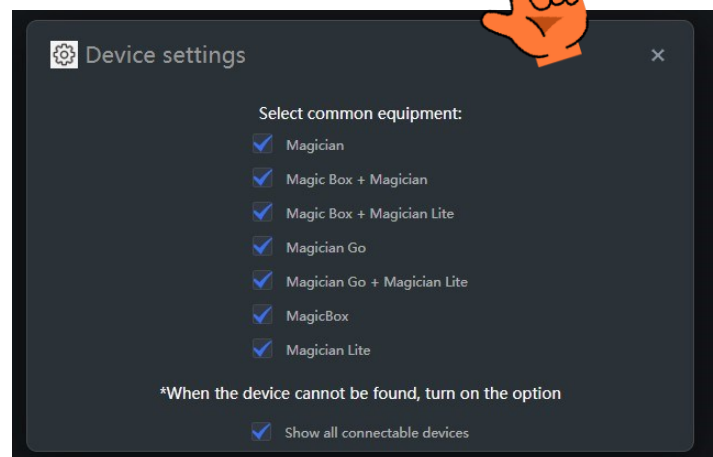 Device settings
Select common equipment:
Magician
Magic Box + Magician
Magic Box + Magician Lite
Magician Go
Magician Go + Magician Lite
MagicBox
Magician Lite
*When the device cannot be found, turn on the option
Show all connectable devices